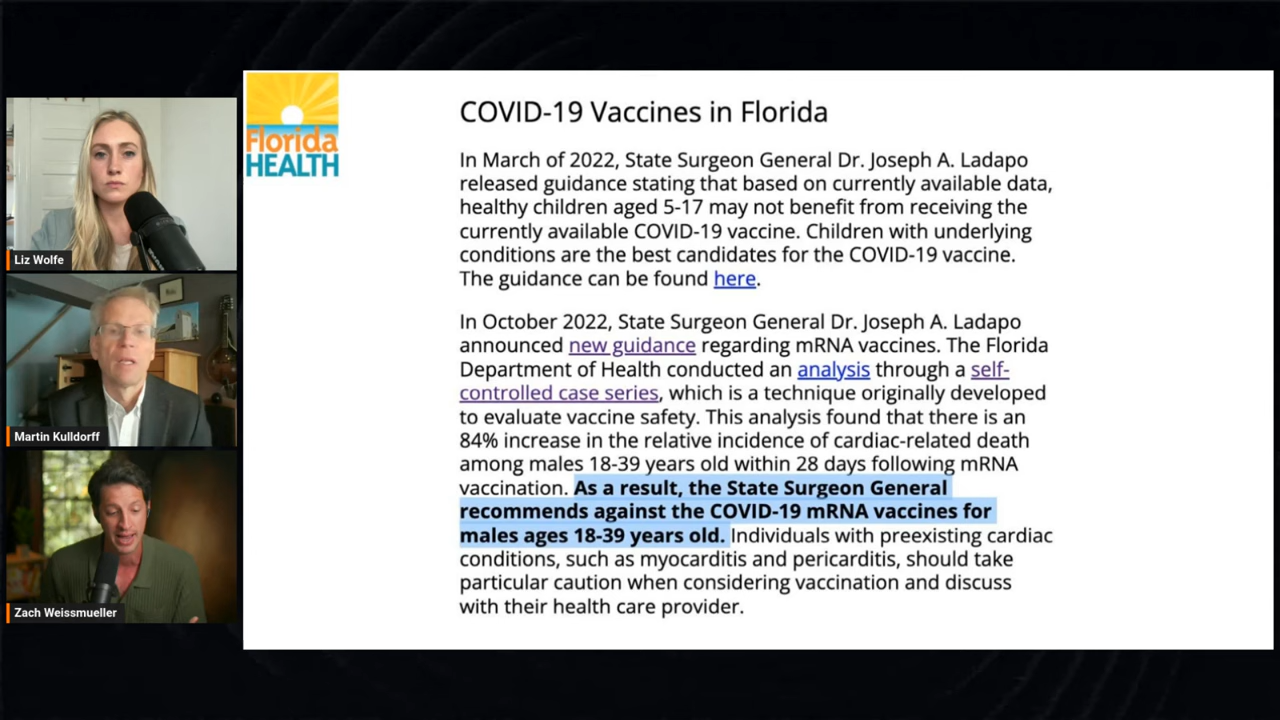 Liz Wolfe
Martin Kulldorff
Zach Weissmueller
Florida
HEALTH
COVID-19 Vaccines in Florida
In March of 2022, State Surgeon General Dr. Joseph A. Ladapo
released guidance stating that based on currently available data,
healthy children aged 5-17 may not benefit from receiving the
currently available COVID-19 vaccine. Children with underlying
conditions are the best candidates for the COVID-19 vaccine.
The guidance can be found here.
In October 2022, State Surgeon General Dr. Joseph A. Ladapo
announced new guidance regarding mRNA vaccines. The Florida
Department of Health conducted an analysis through a self-
controlled case series, which is a technique originally developed
to evaluate vaccine safety. This analysis found that there is an
84% increase in the relative incidence of cardiac-related death
among males 18-39 years old within 28 days following mRNA
vaccination. As a result, the State Surgeon General
recommends against the COVID-19 mRNA vaccines for
males ages 18-39 years old. Individuals with preexisting cardiac
conditions, such as myocarditis and pericarditis, should take
particular caution when considering vaccination and discuss
with their health care provider.